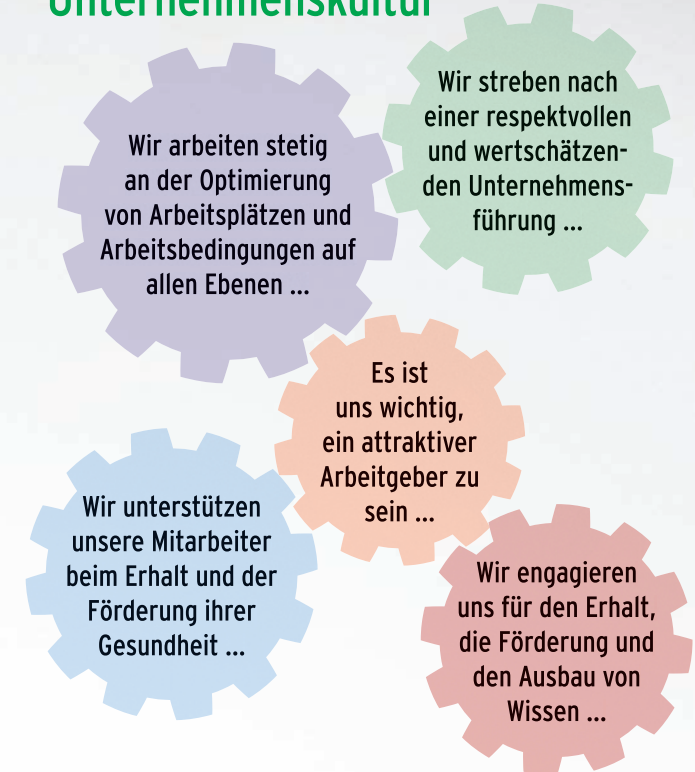 Unternehmenskultur
Wir arbeiten stetig
an der Optimierung
von Arbeitsplätzen und
Arbeitsbedingungen auf
allen Ebenen ...
Wir streben nach
einer respektvollen
und wertschätzen-
den Unternehmens-
führung ...
Es ist
uns wichtig,
ein attraktiver
Arbeitgeber zu
sein ...
Wir unterstützen
unsere Mitarbeiter
beim Erhalt und der
Förderung ihrer
Gesundheit ...
Wir engagieren
uns für den Erhalt,
die Förderung und
den Ausbau von
Wissen ...